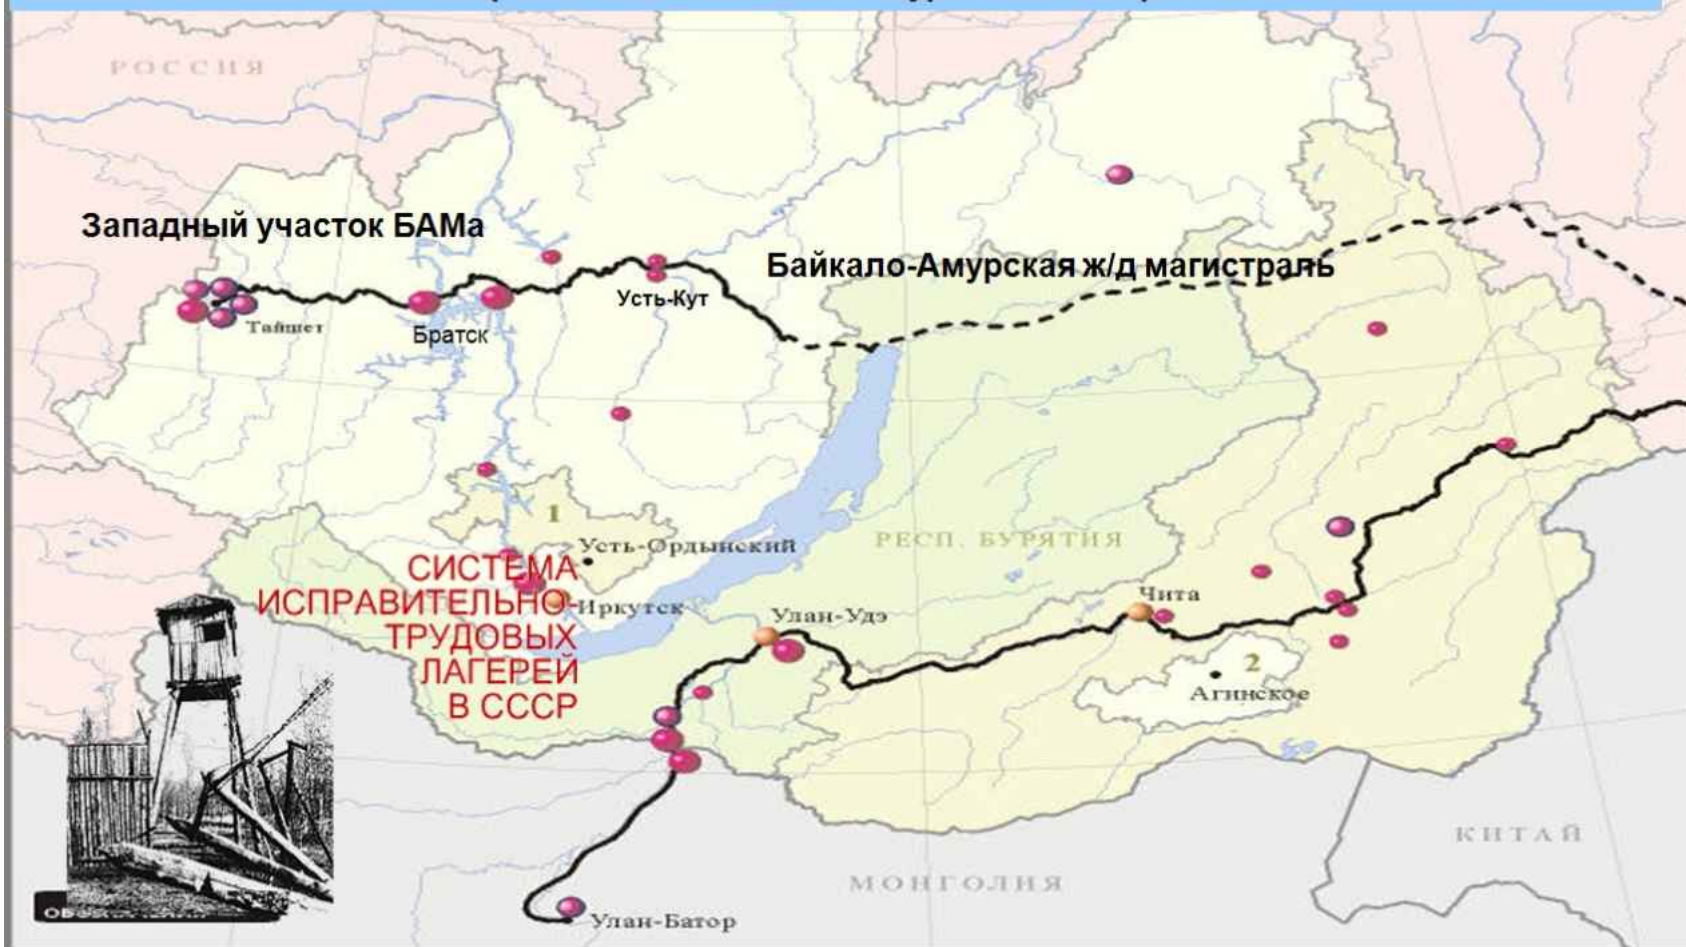 РОССИЯ
Западный участок БАМа
Байкало-Амурская ж/д магистраль
Усть-Кут
Тайшет
Братск
1
Усть-Ордынский
РЕСП. БУРЯТИЯ
СИСТЕМА
ИСПРАВИТЕЛЬНО-
ТРУДОВЫХ
ЛАГЕРЕЙ
В СССР
Иркутск
Улан-Удэ
Чита
2
Агинское
КИТАЙ
МОНГОЛИЯ
Улан-Батор